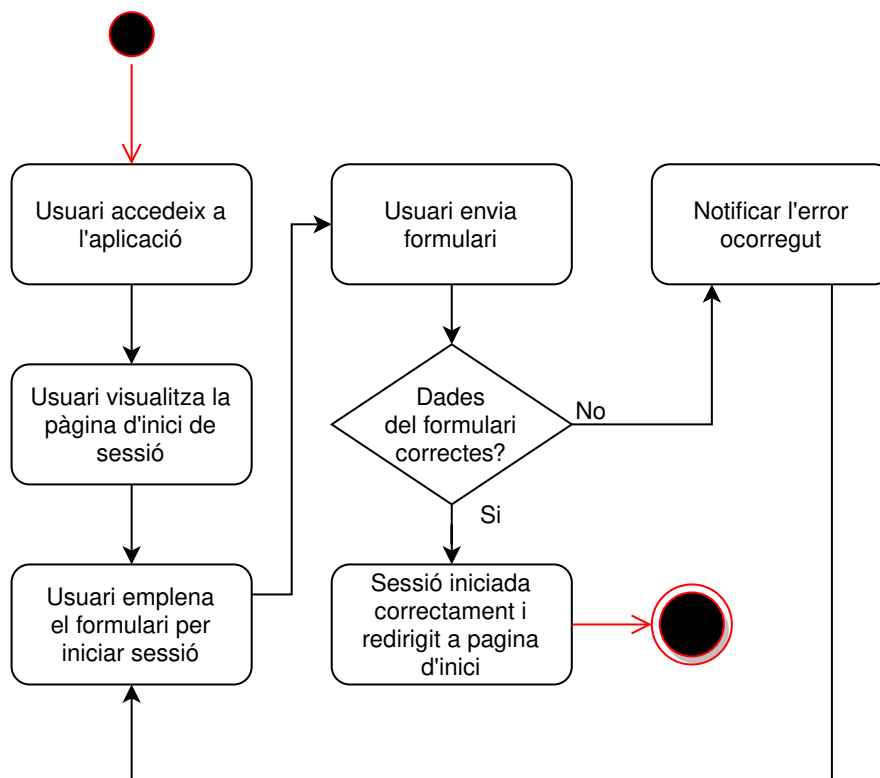 Usuari accedeix a
l'aplicació
Usuari visualitza la
pàgina d'inici de
sessió
Usuari emplena
el formulari per
iniciar sessió
Usuari envia
formulari
Dades
del formulari
correctes?
No
Si
Sessió iniciada
correctament i
redirigit a pagina
d'inici
Notificar l'error
ocorregut